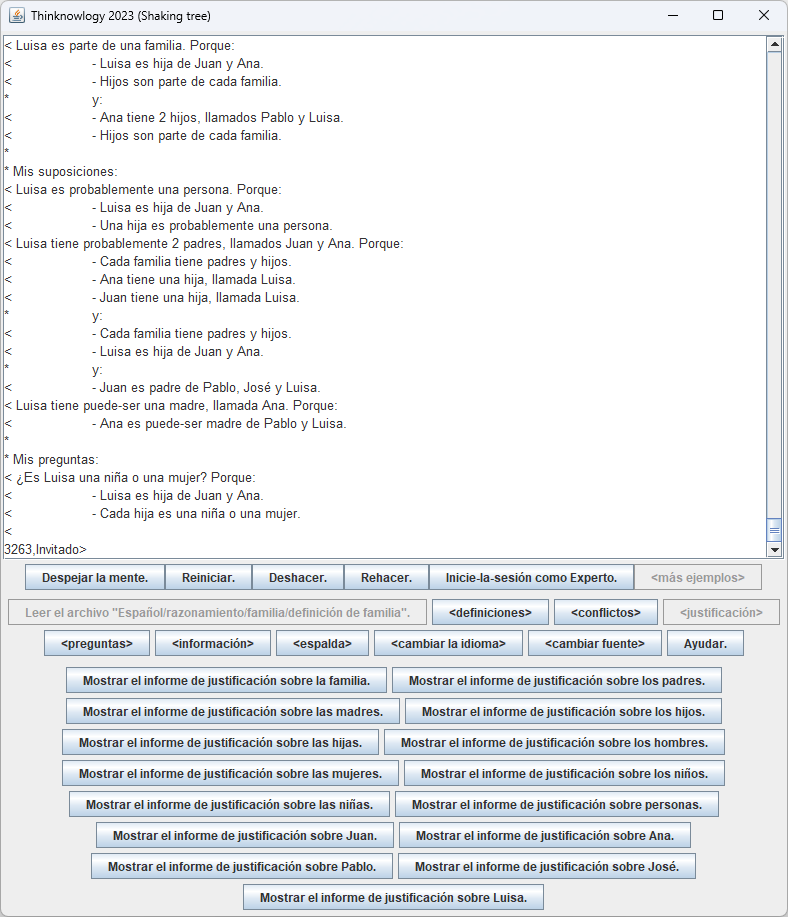 Thinknowlogy 2023 (Shaking tree)
< Luisa es parte de una familia. Porque:
< - Luisa es hija de Juan y Ana.
< - Hijos son parte de cada familia.
* y:
< - Ana tiene 2 hijos, llamados Pablo y Luisa.
< - Hijos son parte de cada familia.
*
* Mis suposiciones:
< Luisa es probablemente una persona. Porque:
< - Luisa es hija de Juan y Ana.
< - Una hija es probablemente una persona.
< Luisa tiene probablemente 2 padres, llamados Juan y Ana. Porque:
< - Cada familia tiene padres y hijos.
< - Ana tiene una hija, llamada Luisa.
< - Juan tiene una hija, llamada Luisa.
* y:
< - Cada familia tiene padres y hijos.
< - Luisa es hija de Juan y Ana.
* y:
< - Juan es padre de Pablo, José y Luisa.
< Luisa tiene puede-ser una madre, llamada Ana. Porque:
< - Ana es puede-ser madre de Pablo y Luisa.
*
* Mis preguntas:
< ¿Es Luisa una niña o una mujer? Porque:
< - Luisa es hija de Juan y Ana.
< - Cada hija es una niña o una mujer.
<
3263,Invitado>
Despejar la mente. Reiniciar. Deshacer. Rehacer. Inicie-la-sesión como Experto. <más ejemplos>
Leer el archivo "Español/razonamiento/familia/definición de familia". <definiciones> <conflictos> <justificación>
<preguntas> <información> <espalda> <cambiar la idioma> <cambiar fuente> Ayudar.
Mostrar el informe de justificación sobre la familia. Mostrar el informe de justificación sobre los padres.
Mostrar el informe de justificación sobre las madres. Mostrar el informe de justificación sobre los hijos.
Mostrar el informe de justificación sobre las hijas. Mostrar el informe de justificación sobre los hombres.
Mostrar el informe de justificación sobre las mujeres. Mostrar el informe de justificación sobre los niños.
Mostrar el informe de justificación sobre las niñas. Mostrar el informe de justificación sobre personas.
Mostrar el informe de justificación sobre Juan. Mostrar el informe de justificación sobre Ana.
Mostrar el informe de justificación sobre Pablo. Mostrar el informe de justificación sobre José.
Mostrar el informe de justificación sobre Luisa.